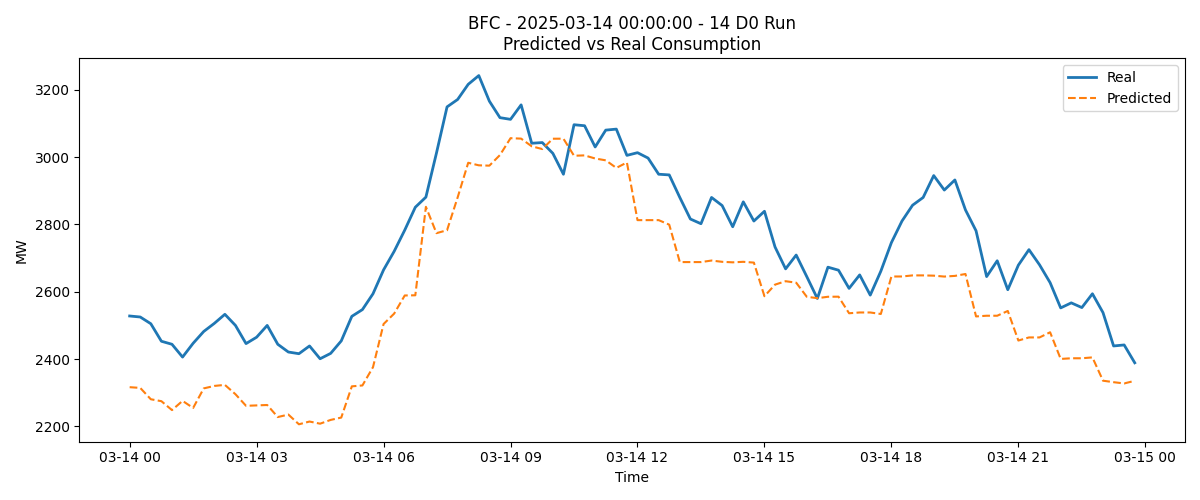 BFC - 2025-03-14 00:00:00 - 14 D0 Run
Predicted vs Real Consumption
Real
Predicted
MW
3200
3000
2800
2600
2400
2200
03-14 00 03-14 03 03-14 06 03-14 09 03-14 12 03-14 15 03-14 18 03-14 21 03-15 00
Time